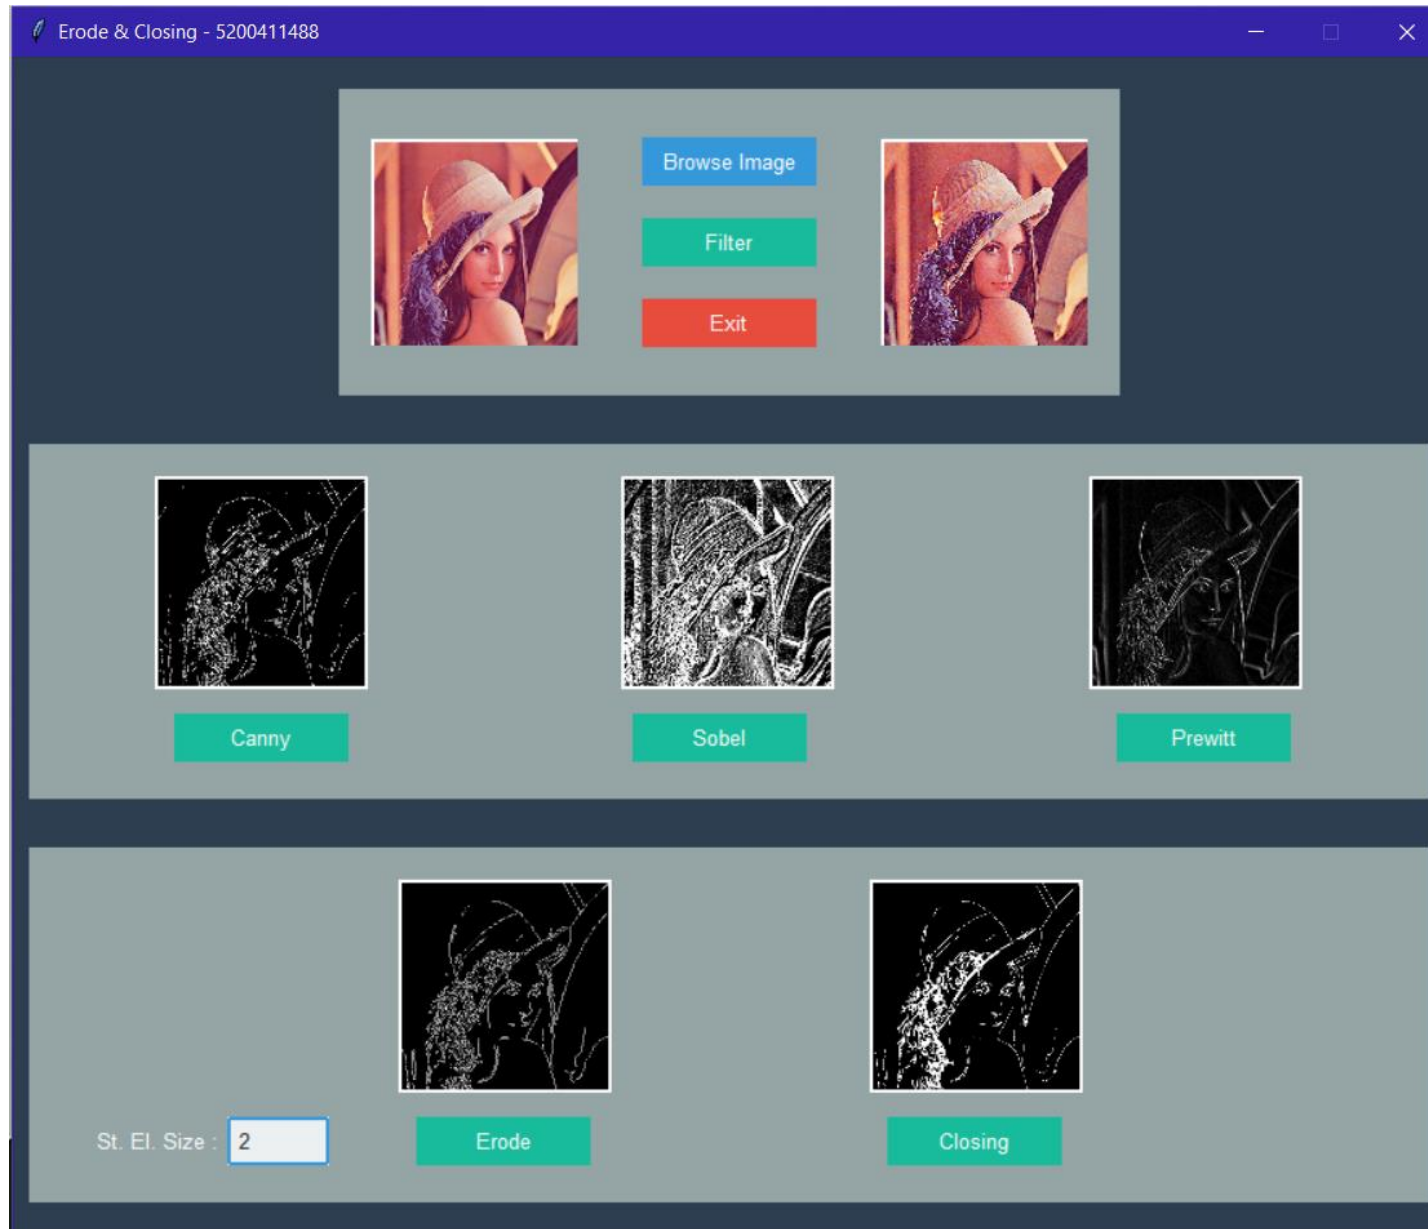 Erode & Closing - 5200411488
Browse Image
Filter
Exit
Canny
Sobel
Prewitt
St. El. Size :
2
Erode
Closing